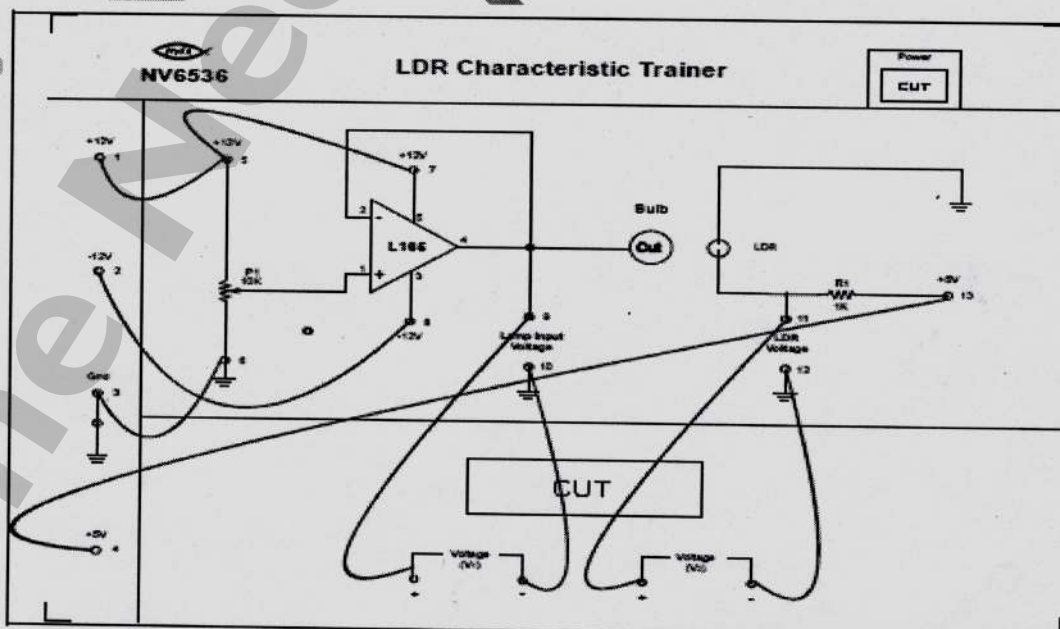 NV6536
LDR Characteristic Trainer
Power
CUT
+12V
1
+12V
5
+12V
7
2
-
5
L165
4
1
+
3
Bulb
Out
LDR
-12V
2
P1
10K
R1
1K
+5V
13
8
-12V
9
Lamp Input
Voltage
10
11
LDR
Voltage
12
6
Gnd
3
CUT
+5V
4
Voltage
+
-
Voltage
+
-